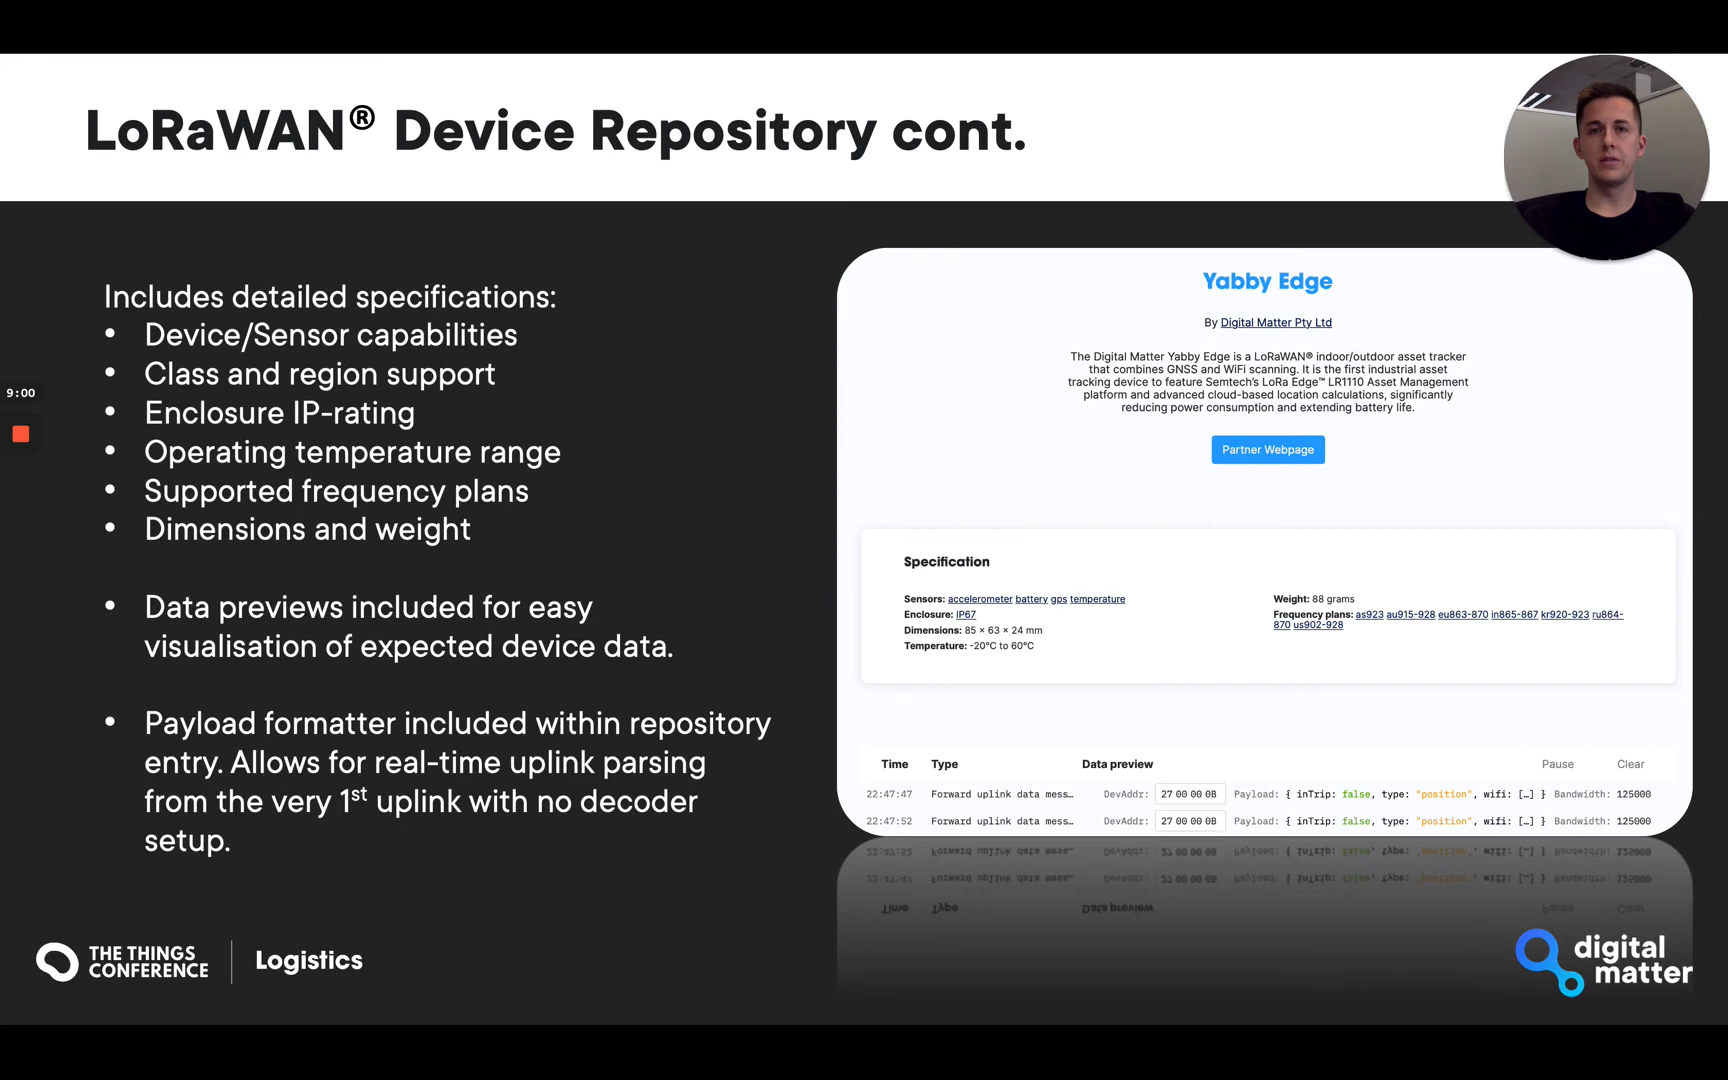 LoRaWAN® Device Repository cont.
Includes detailed specifications:
• Device/Sensor capabilities
• Class and region support
• Enclosure IP-rating
• Operating temperature range
• Supported frequency plans
• Dimensions and weight
• Data previews included for easy
visualisation of expected device data.
• Payload formatter included within repository
entry. Allows for real-time uplink parsing
from the very 1st uplink with no decoder
setup.
9:00
Yabby Edge
By Digital Matter Pty Ltd
The Digital Matter Yabby Edge is a LoRaWAN® indoor/outdoor asset tracker
that combines GNSS and WiFi scanning. It is the first industrial asset
tracking device to feature Semtech's LoRa Edge™ LR1110 Asset Management
platform and advanced cloud-based location calculations, significantly
reducing power consumption and extending battery life.
Partner Webpage
Specification
Sensors: accelerometer battery gps temperature
Enclosure: IP67
Dimensions: 85 × 63 × 24 mm
Temperature: -20°C to 60°C
Weight: 88 grams
Frequency plans: as923 au915-928 eu863-870 in865-867 kr920-923 ru864-
870 us902-928
Time Type Data preview Pause Clear
22:47:47 Forward uplink data mess… DevAddr: 27 00 00 0B Payload: { inTrip: false, type: "position", wifi: […] } Bandwidth: 125000
22:47:52 Forward uplink data mess… DevAddr: 27 00 00 0B Payload: { inTrip: false, type: "position", wifi: […] } Bandwidth: 125000
THE THINGS
CONFERENCE
Logistics
digital
matter